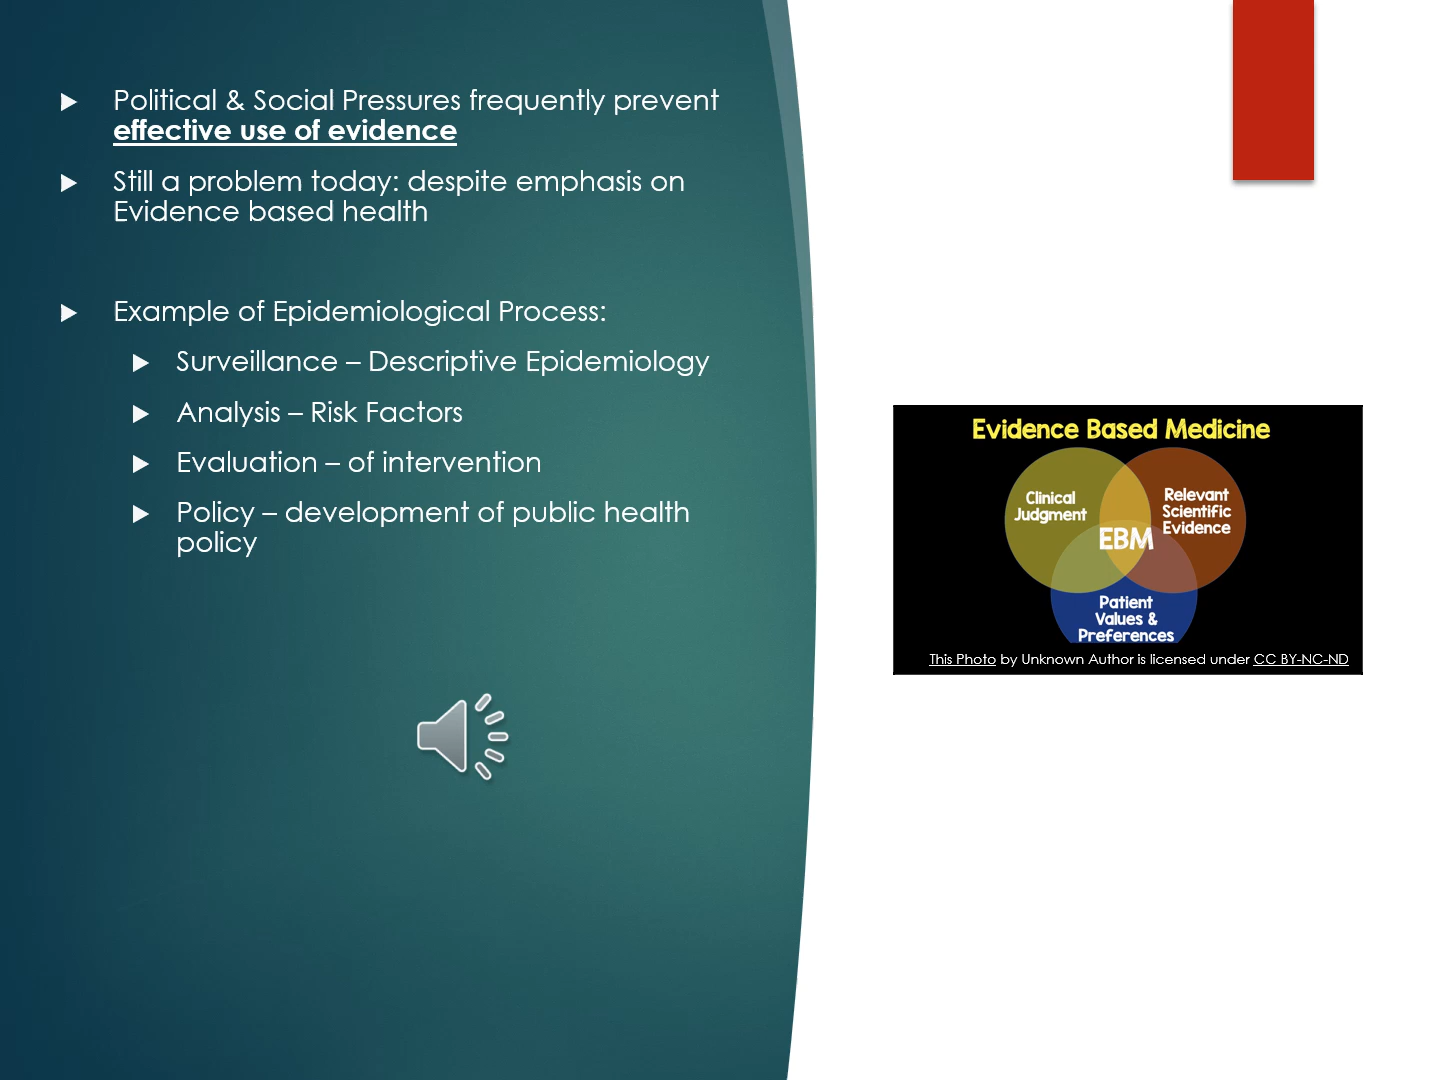 Political & Social Pressures frequently prevent
effective use of evidence
Still a problem today: despite emphasis on
Evidence based health
Example of Epidemiological Process:
Surveillance – Descriptive Epidemiology
Analysis – Risk Factors
Evaluation – of intervention
Policy – development of public health
policy
Evidence Based Medicine
Clinical
Judgment
Relevant
Scientific
Evidence
EBM
Patient
Values &
Preferences
This Photo by Unknown Author is licensed under CC BY-NC-ND